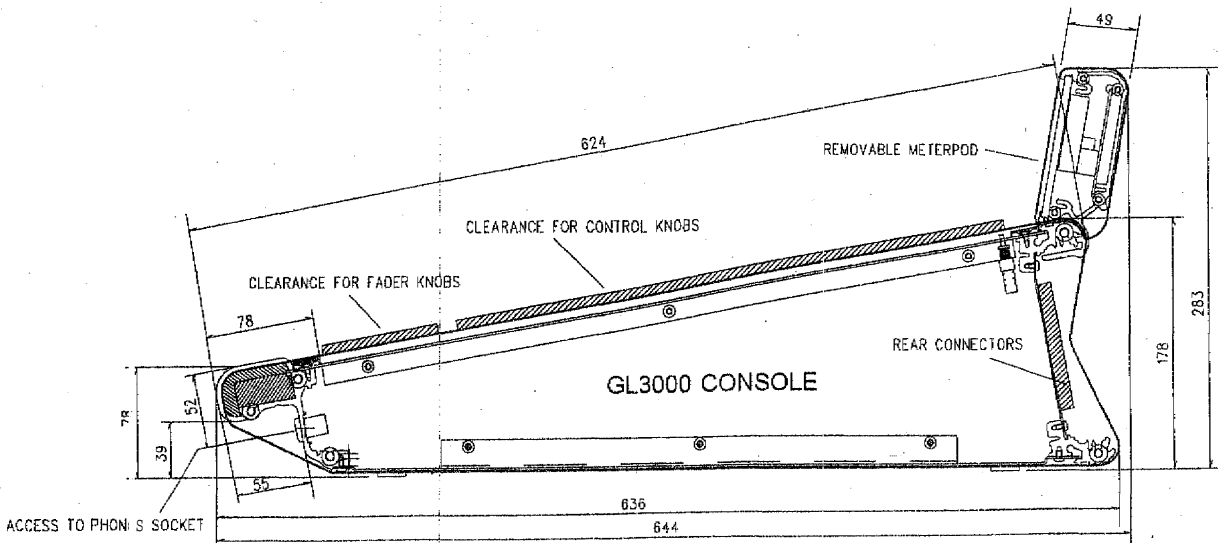 49
624
REMOVABLE METERPOD
CLEARANCE FOR CONTROL KNOBS
CLEARANCE FOR FADER KNOBS
283
78
REAR CONNECTORS
178
GL3000 CONSOLE
78
52
39
55
636
ACCESS TO PHON S SOCKET
644